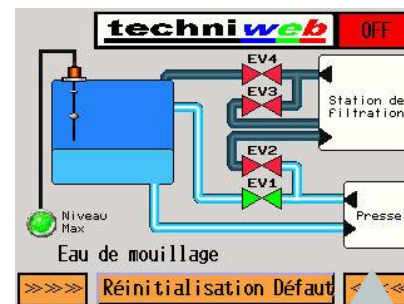 techniweb
OFF
EV4
EV3
Station de
filtration
EV2
EV1
Presse
Niveau
Max
Eau de mouillage
>>>>
Réinitialisation Défaut